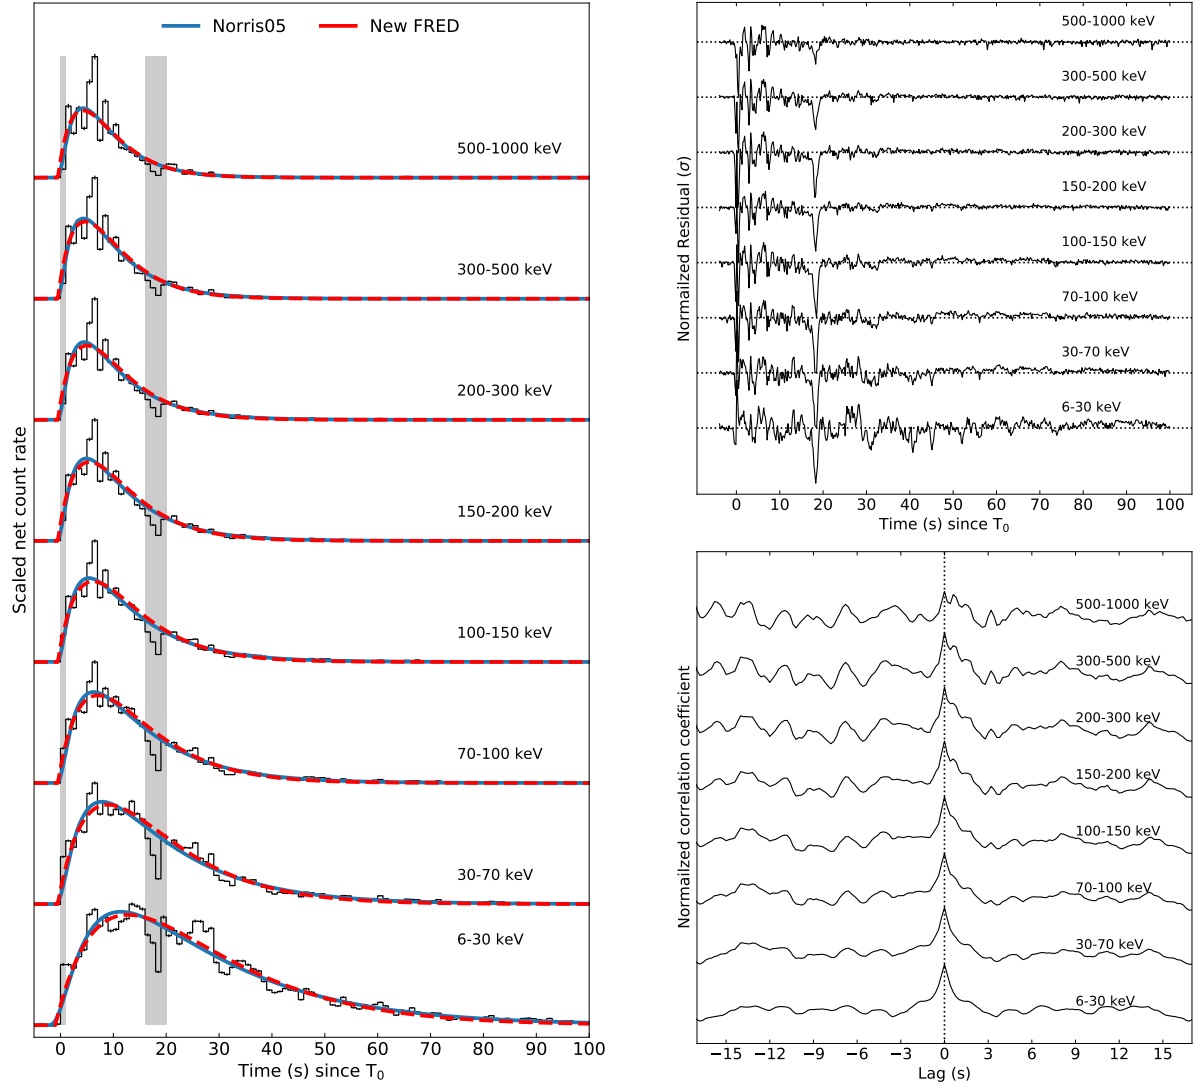 Norris05
New FRED
500-1000 keV
300-500 keV
200-300 keV
150-200 keV
100-150 keV
70-100 keV
30-70 keV
6-30 keV
Scaled net count rate
0 10 20 30 40 50 60 70 80 90 100
Time (s) since T0
500-1000 keV
300-500 keV
200-300 keV
150-200 keV
100-150 keV
70-100 keV
30-70 keV
6-30 keV
Normailzed Residual (σ)
0 10 20 30 40 50 60 70 80 90 100
Time (s) since T0
500-1000 keV
300-500 keV
200-300 keV
150-200 keV
100-150 keV
70-100 keV
30-70 keV
6-30 keV
Normailzed correlation coefficient
−15 −12 −9 −6 −3 0 3 6 9 12 15
Lag (s)